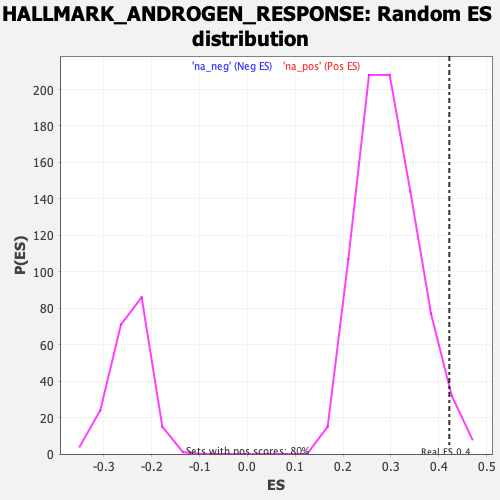 HALLMARK_ANDROGEN_RESPONSE: Random ES
distribution
'na_neg' (Neg ES) 'na_pos' (Pos ES)
200
180
160
140
120
100
80
60
40
20
0
P(ES)
Sets with pos scores: 80%
Real ES 0.4
-0.3 -0.2 -0.1 0.0 0.1 0.2 0.3 0.4 0.5
ES